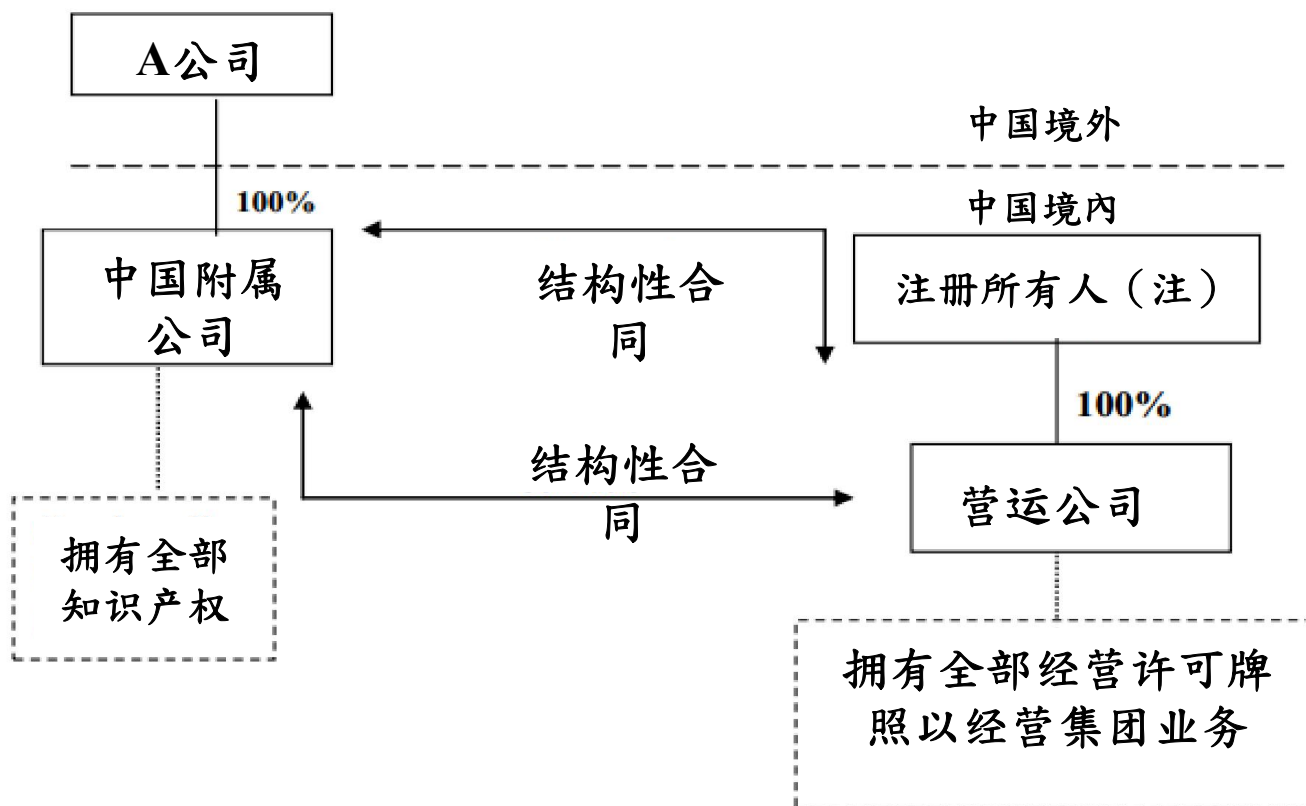 A公司
中国境外
100%
中国境內
中国附属
公司
结构性合
同
注册所有人（注）
100%
结构性合
同
营运公司
拥有全部
知识产权
拥有全部经营许可牌
照以经营集团业务